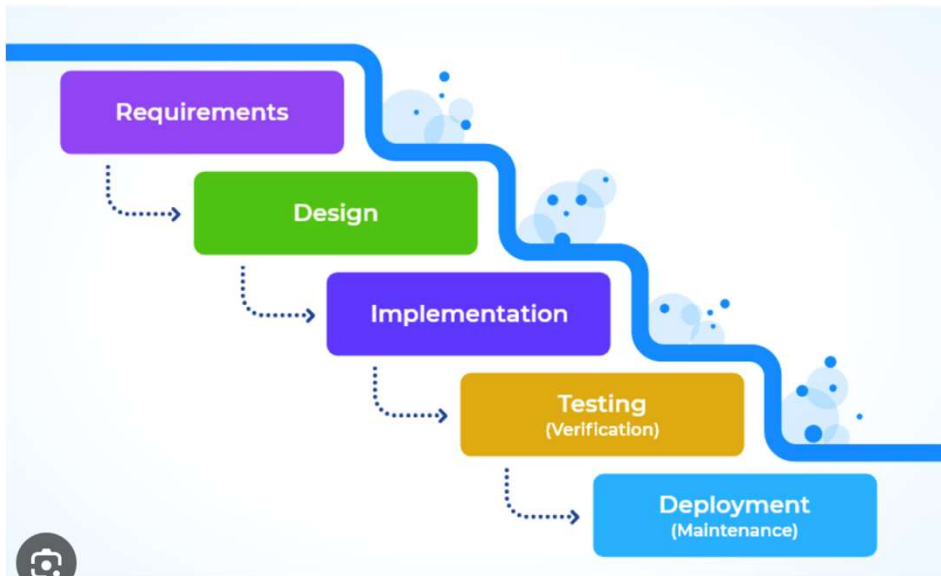 Requirements
Design
Implementation
Testing
(Verification)
Deployment
(Maintenance)